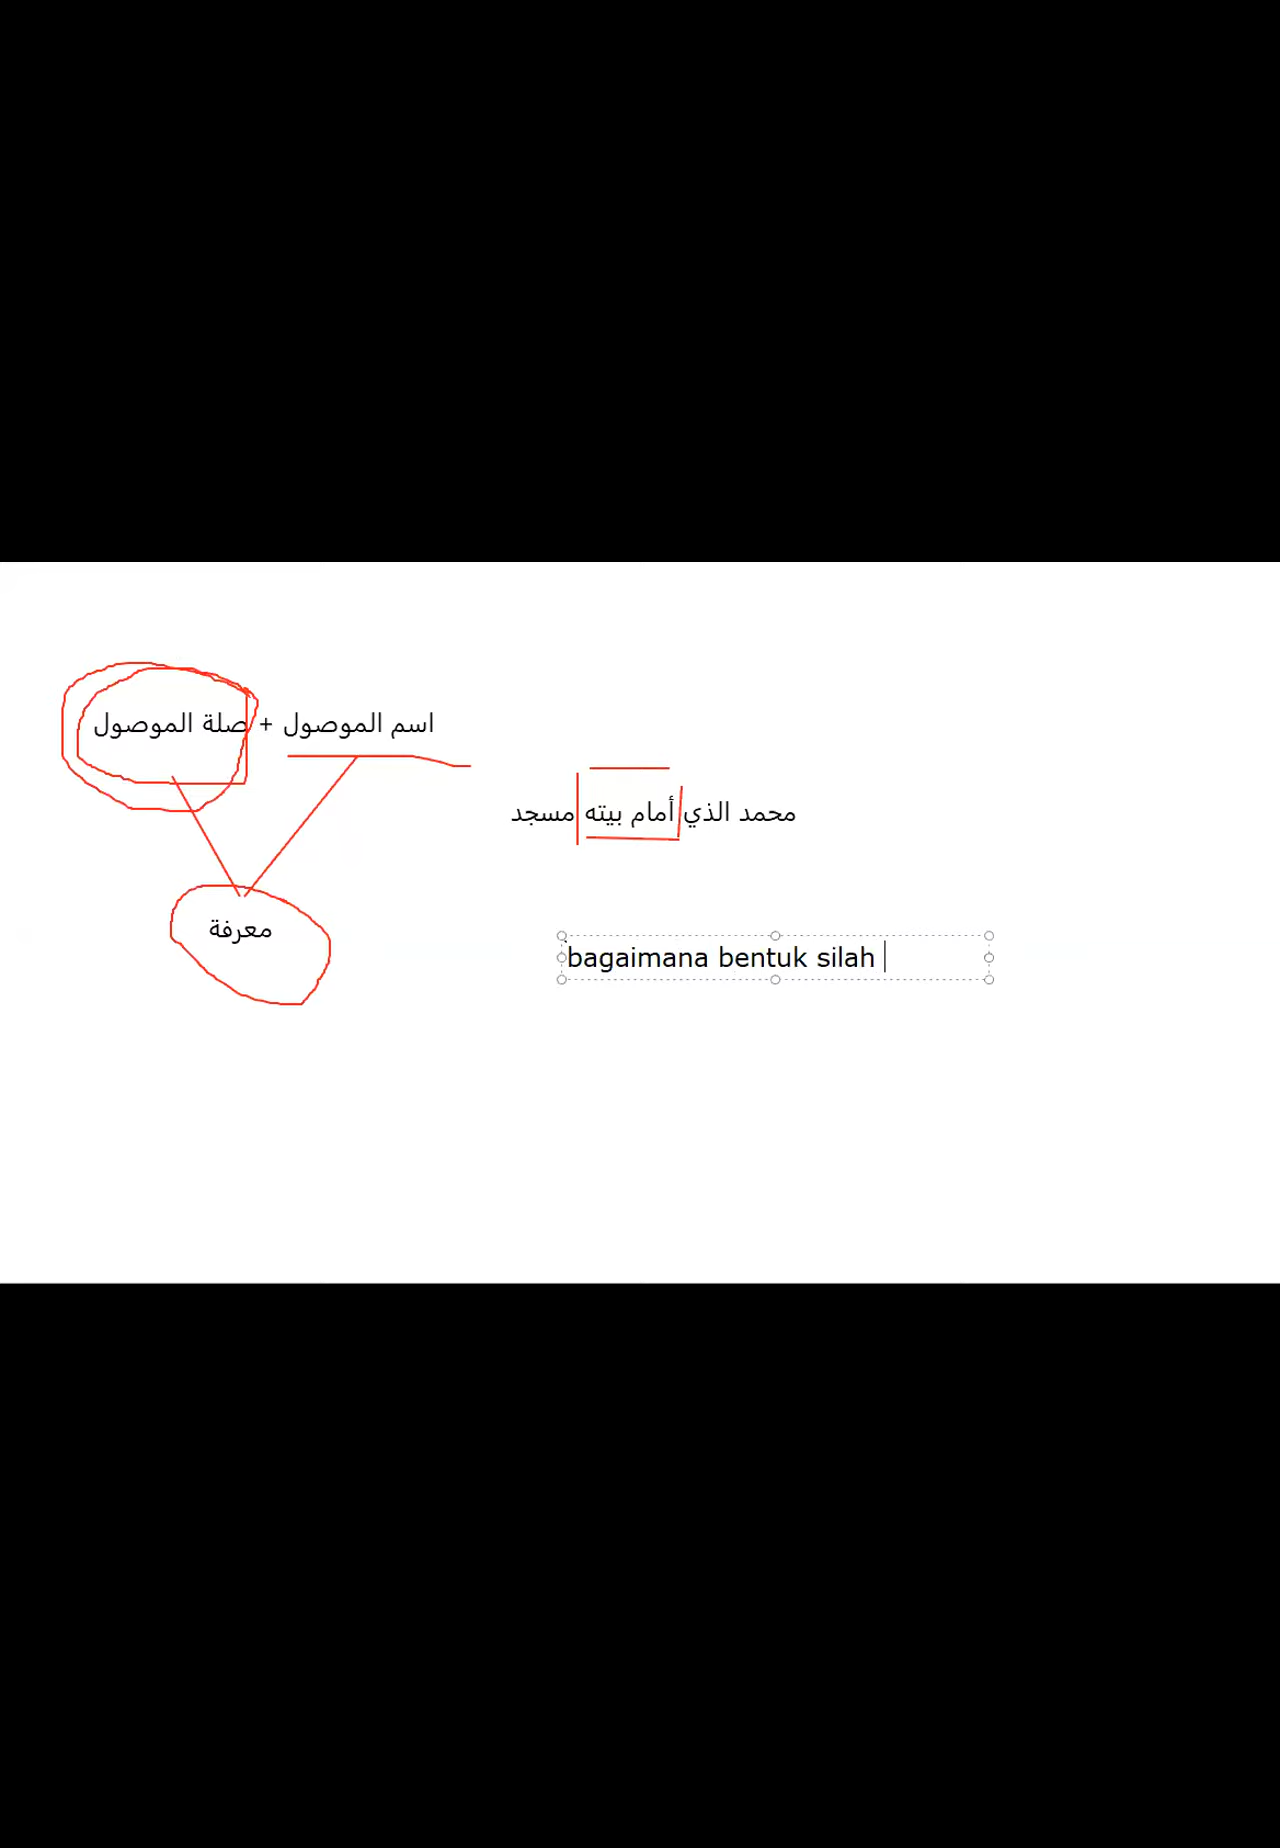 اسم الموصول + صلة الموصول
محمد الذي أمام بيته مسجد
معرفة
bagaimana bentuk silah